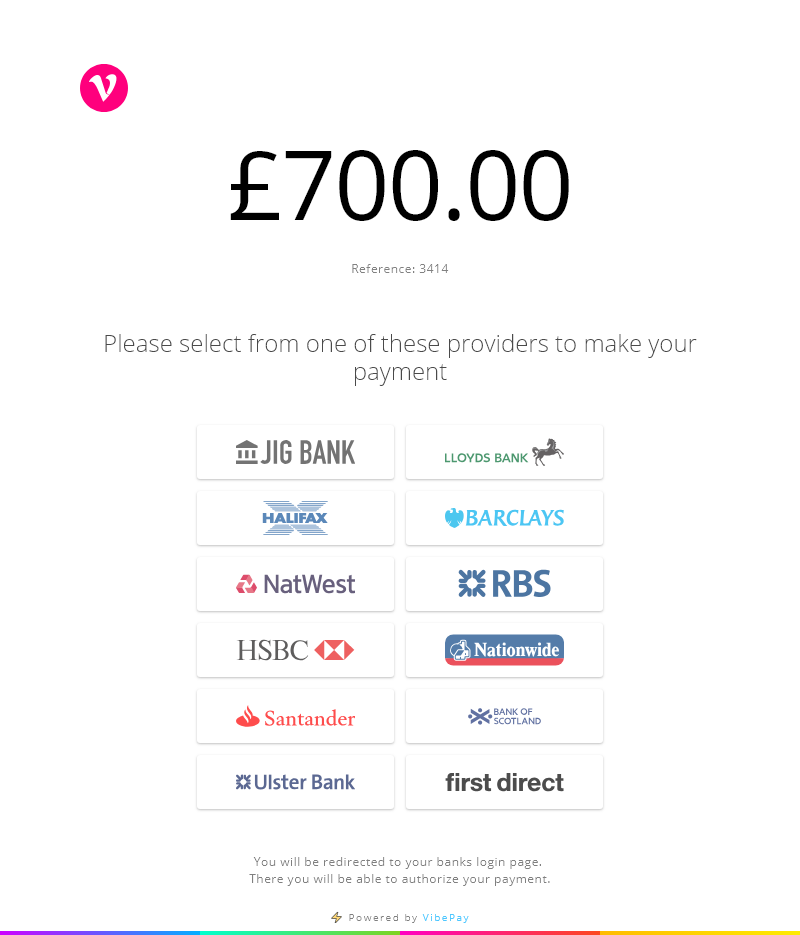 £700.00
Reference: 3414
Please select from one of these providers to make your
payment
JIG BANK
LLOYDS BANK
HALIFAX
BARCLAYS
NatWest
RBS
HSBC
Nationwide
Santander
BANK OF
SCOTLAND
Ulster Bank
first direct
You will be redirected to your banks login page.
There you will be able to authorize your payment.
Powered by VibePay